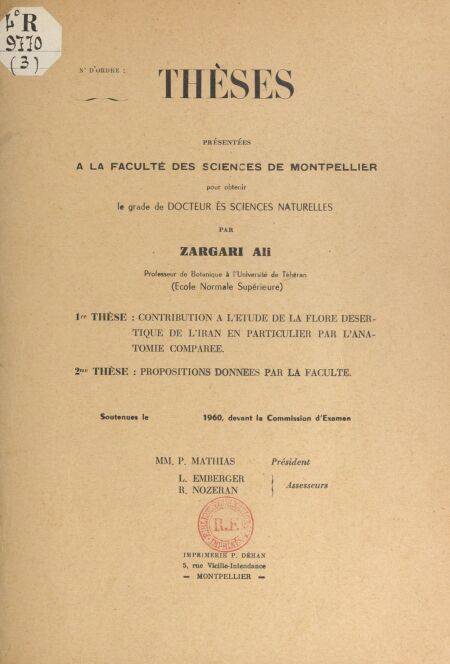 4° R
9770
(3)
N° D'ORDRE :
THÈSES
PRÉSENTÉES
A LA FACULTÉ DES SCIENCES DE MONTPELLIER
pour obtenir
le grade de DOCTEUR ÈS SCIENCES NATURELLES
PAR
ZARGARI Ali
Professeur de Botanique à l'Université de Téhéran
(Ecole Normale Supérieure)
1re THÈSE : CONTRIBUTION A L'ETUDE DE LA FLORE DESER-
TIQUE DE L'IRAN EN PARTICULIER PAR L'ANA-
TOMIE COMPAREE.
2me THÈSE : PROPOSITIONS DONNEES PAR LA FACULTE.
Soutenues le 1960, devant la Commission d'Examen
MM. P. MATHIAS Président
L. EMBERGER
R. NOZERAN Assesseurs
R.F.
IMPRIMERIE P. DÉHAN
5, rue Vieille-Intendance
— MONTPELLIER —